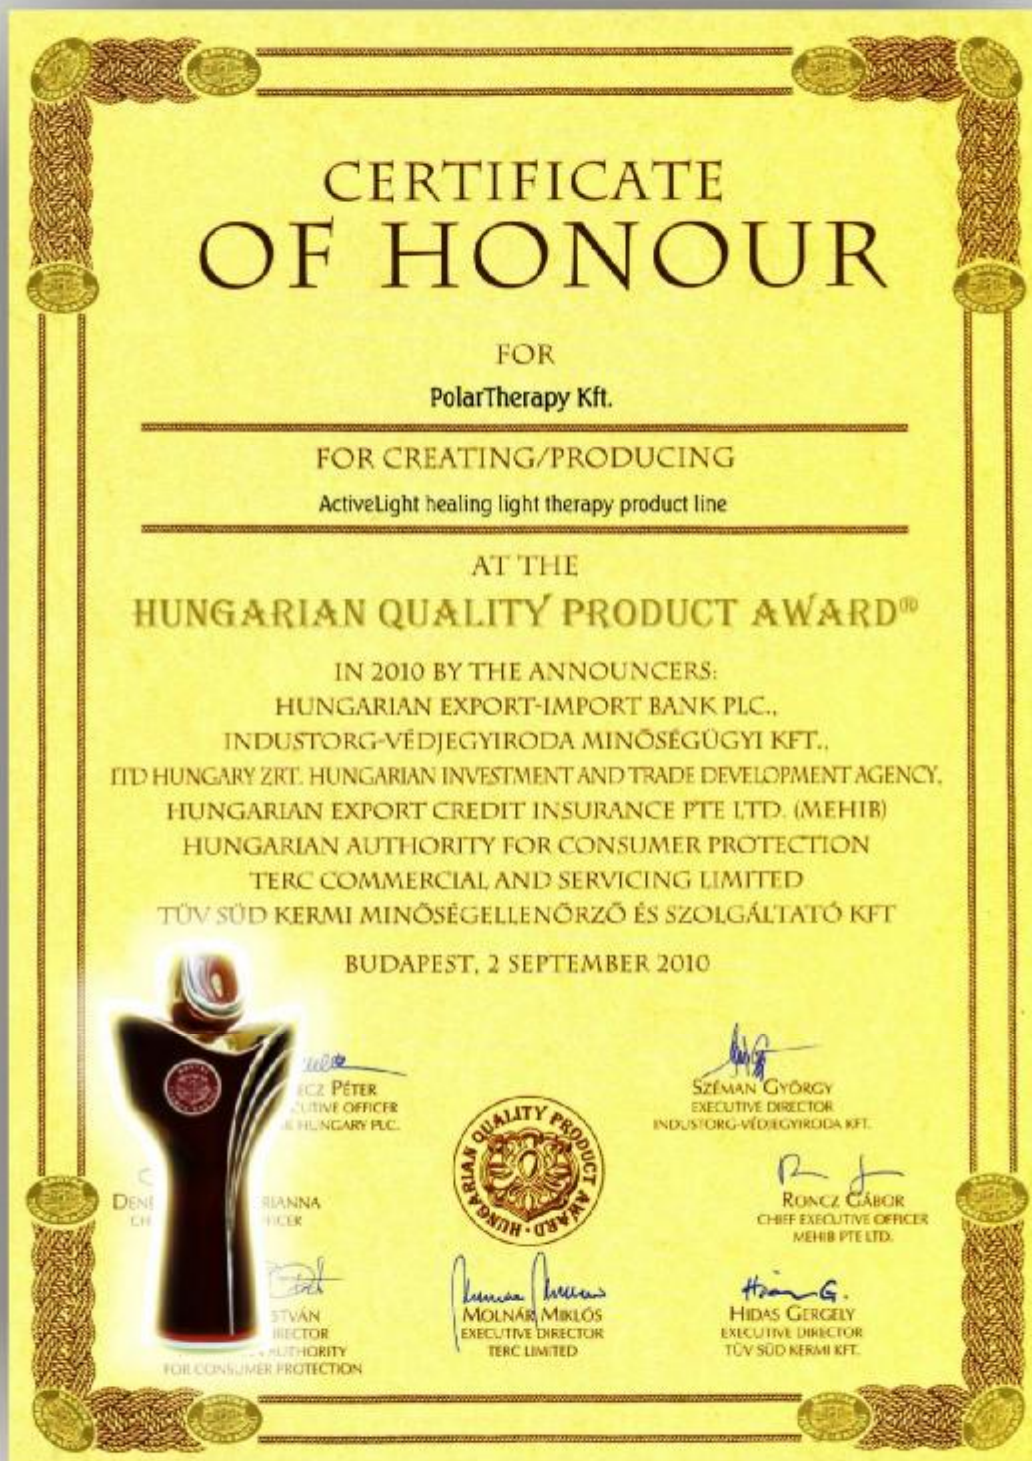 CERTIFICATE
OF HONOUR
FOR
PolarTherapy Kft.
FOR CREATING/PRODUCING
ActiveLight healing light therapy product line
AT THE
HUNGARIAN QUALITY PRODUCT AWARD®
IN 2010 BY THE ANNOUNCERS:
HUNGARIAN EXPORT-IMPORT BANK PLC.,
INDUSTORG-VÉDJEGYIRODA MINŐSÉGÜGYI KFT.,
ITD HUNGARY ZRT. HUNGARIAN INVESTMENT AND TRADE DEVELOPMENT AGENCY,
HUNGARIAN EXPORT CREDIT INSURANCE PTE LTD. (MEHIB)
HUNGARIAN AUTHORITY FOR CONSUMER PROTECTION
TERC COMMERCIAL AND SERVICING LIMITED
TÜV SÜD KERMI MINŐSÉGELLENŐRZŐ ÉS SZOLGÁLTATÓ KFT
BUDAPEST, 2 SEPTEMBER 2010
PÉTER
OFFICER
HUNGARY PLC.
SZÉMAN GYÖRGY
EXECUTIVE DIRECTOR
INDUSTORG-VÉDJEGYIRODA KFT.
HUNGARIAN QUALITY PRODUCT AWARD
RONCZ GÁBOR
CHIEF EXECUTIVE OFFICER
MEHIB PTE LTD.
FOR CONSUMER PROTECTION
MOLNÁR MIKLÓS
EXECUTIVE DIRECTOR
TERC LIMITED
HIDAS GERGELY
EXECUTIVE DIRECTOR
TÜV SÜD KERMI KFT.